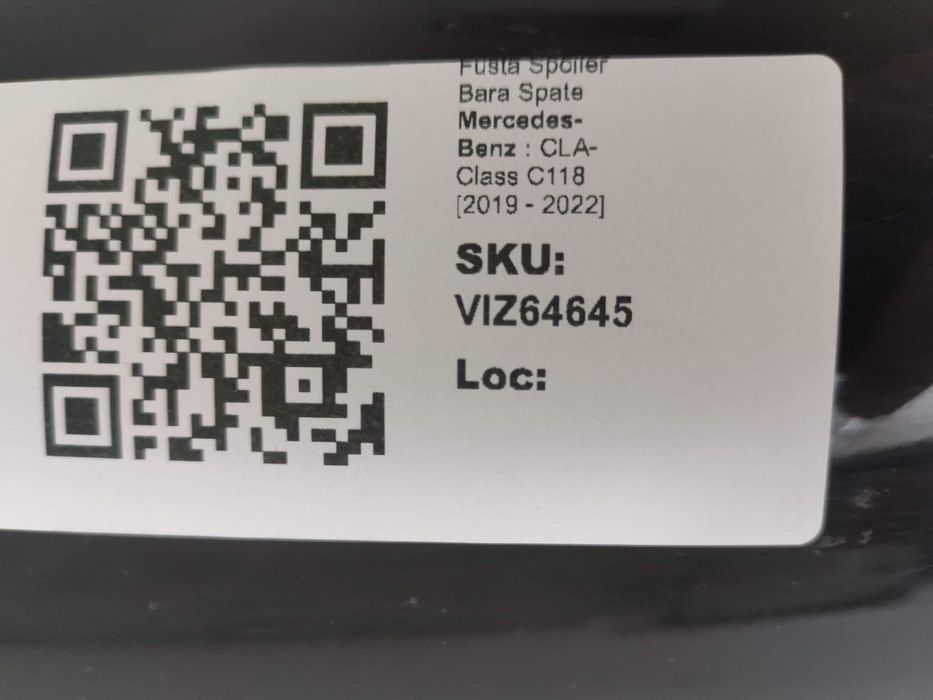 Fusta Spoiler
Bara Spate
Mercedes-
Benz : CLA-
Class C118
[2019 - 2022]
SKU:
VIZ64645
Loc: